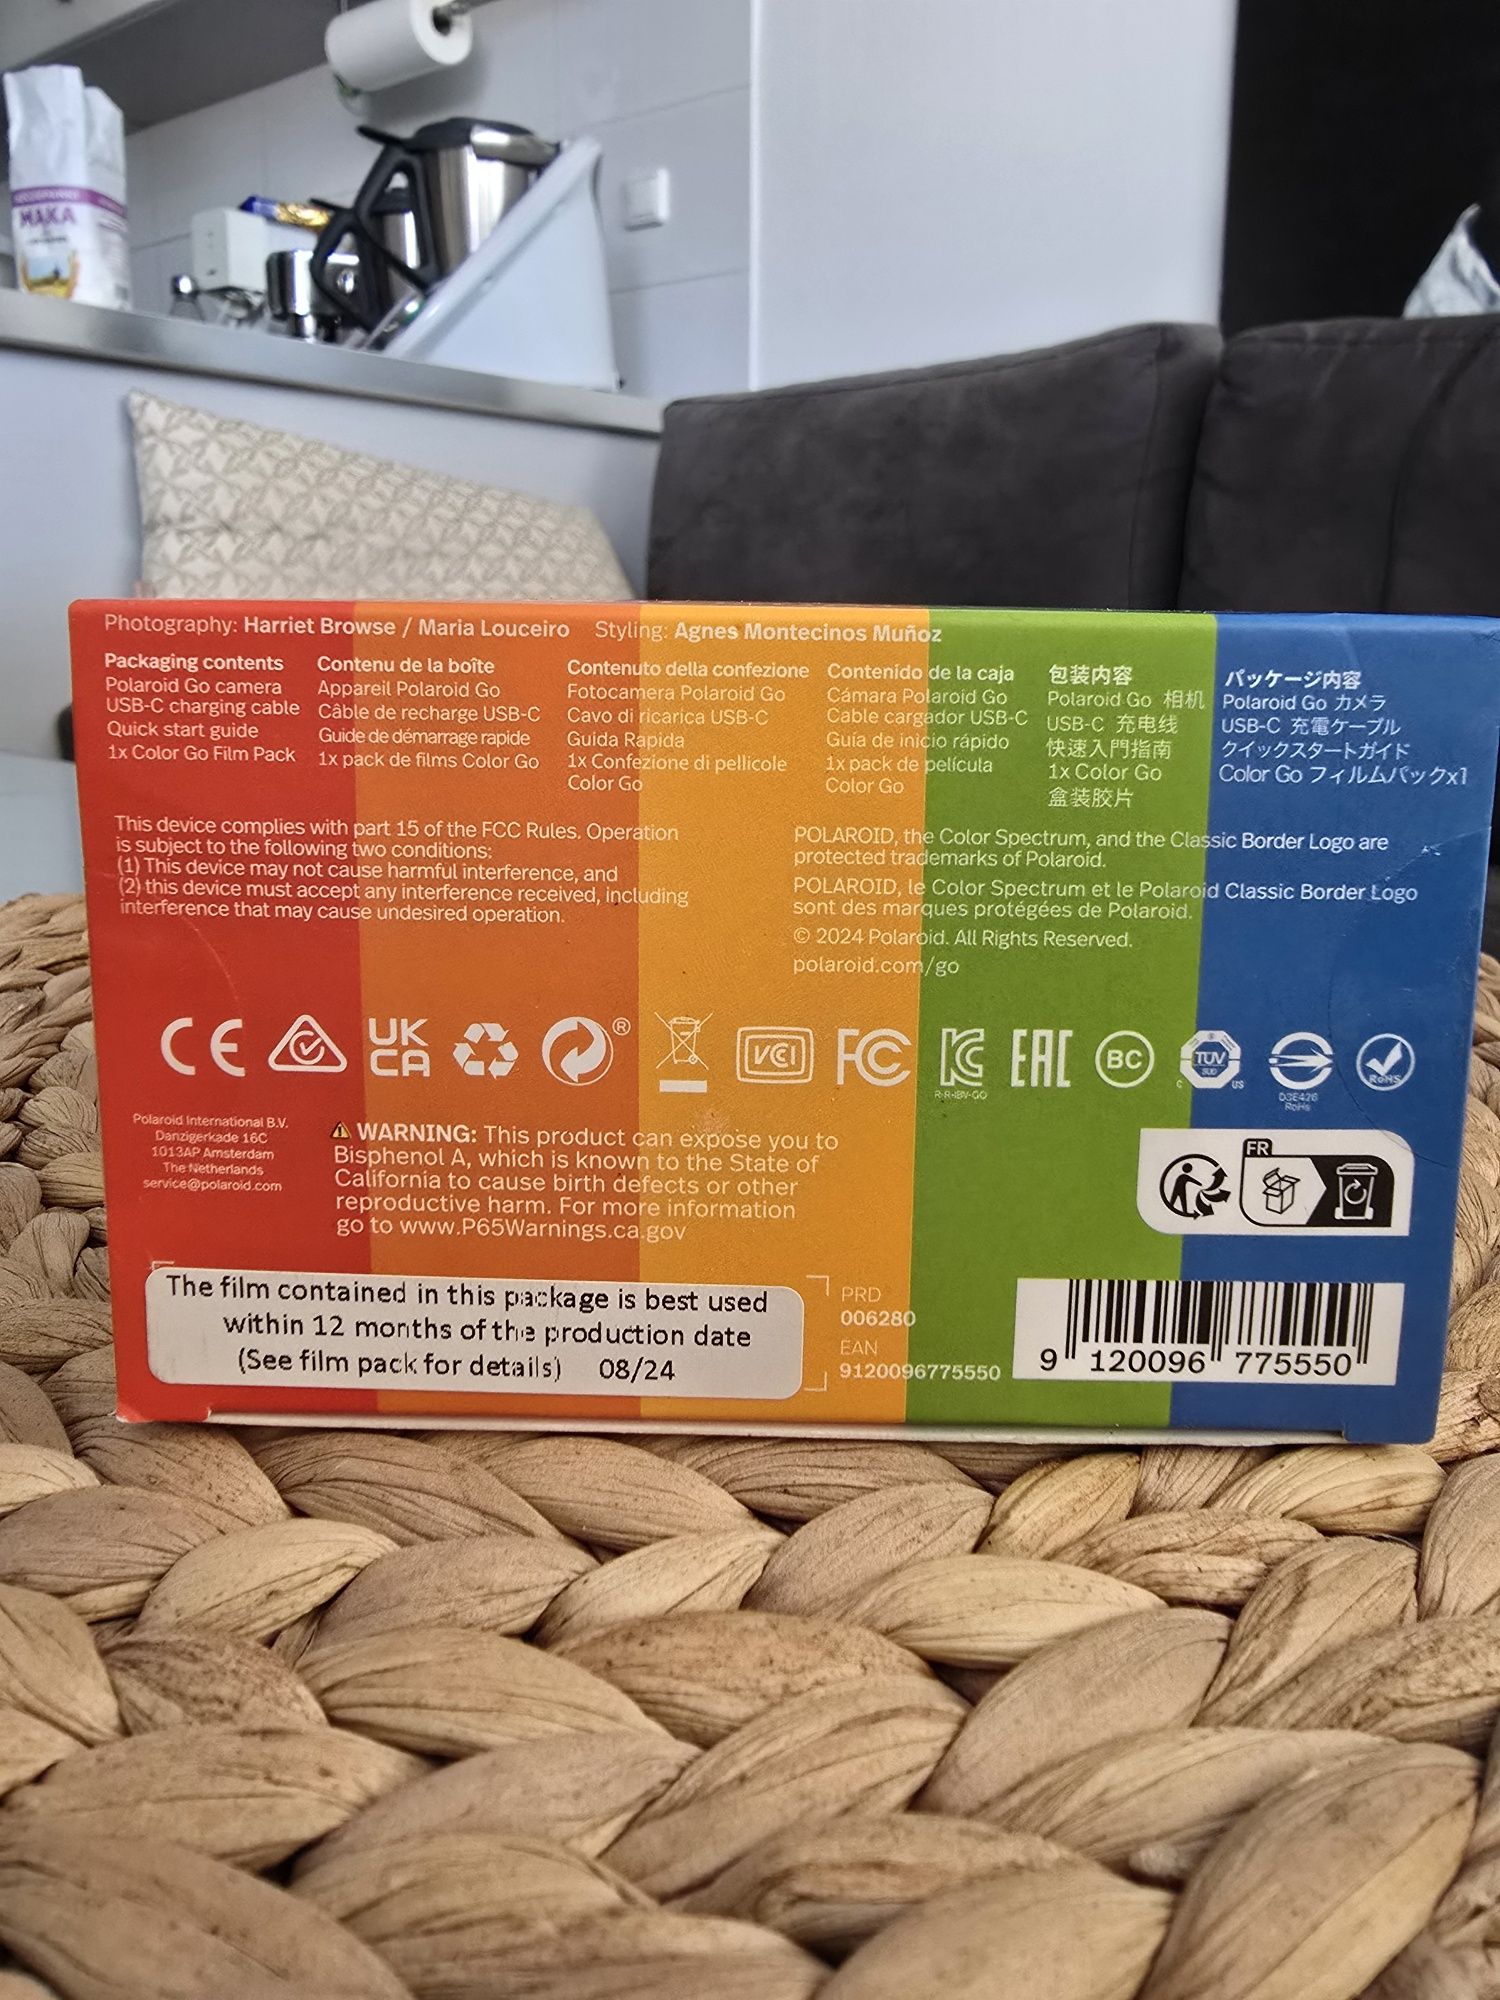 MAKA
Photography: Harriet Browse / Maria Louceiro Styling: Agnes Montecinos Muñoz
Packaging contents
Polaroid Go camera
USB-C charging cable
Quick start guide
1x Color Go Film Pack
Contenu de la boîte
Appareil Polaroid Go
Câble de recharge USB-C
Guide de démarrage rapide
1x pack de films Color Go
Contenuto della confezione
Fotocamera Polaroid Go
Cavo di ricarica USB-C
Guida Rapida
1x Confezione di pellicole
Color Go
Contenido de la caja
Cámara Polaroid Go
Cable cargador USB-C
Guía de inicio rápido
1x pack de película
Color Go
包装内容
Polaroid Go 相机
USB-C 充电线
快速入門指南
1x Color Go
盒装胶片
パッケージ内容
Polaroid Go カメラ
USB-C 充電ケーブル
クイックスタートガイド
Color Go フィルムパックx1
This device complies with part 15 of the FCC Rules. Operation
is subject to the following two conditions:
(1) This device may not cause harmful interference, and
(2) this device must accept any interference received, including
interference that may cause undesired operation.
POLAROID, the Color Spectrum, and the Classic Border Logo are
protected trademarks of Polaroid.
POLAROID, le Color Spectrum et le Polaroid Classic Border Logo
sont des marques protégées de Polaroid.
© 2024 Polaroid. All Rights Reserved.
polaroid.com/go
CE
UK
CA
®
VCI
FC
KC
R-R-IBV-GO
EAC
BC
TÜV
SÜD
C US
D3E426
RoHS
RoHS
Polaroid International B.V.
Danzigerkade 16C
1013AP Amsterdam
The Netherlands
service@polaroid.com
⚠ WARNING: This product can expose you to
Bisphenol A, which is known to the State of
California to cause birth defects or other
reproductive harm. For more information
go to www.P65Warnings.ca.gov
FR
The film contained in this package is best used
within 12 months of the production date
(See film pack for details) 08/24
PRD
006280
EAN
9120096775550
9 120096 775550